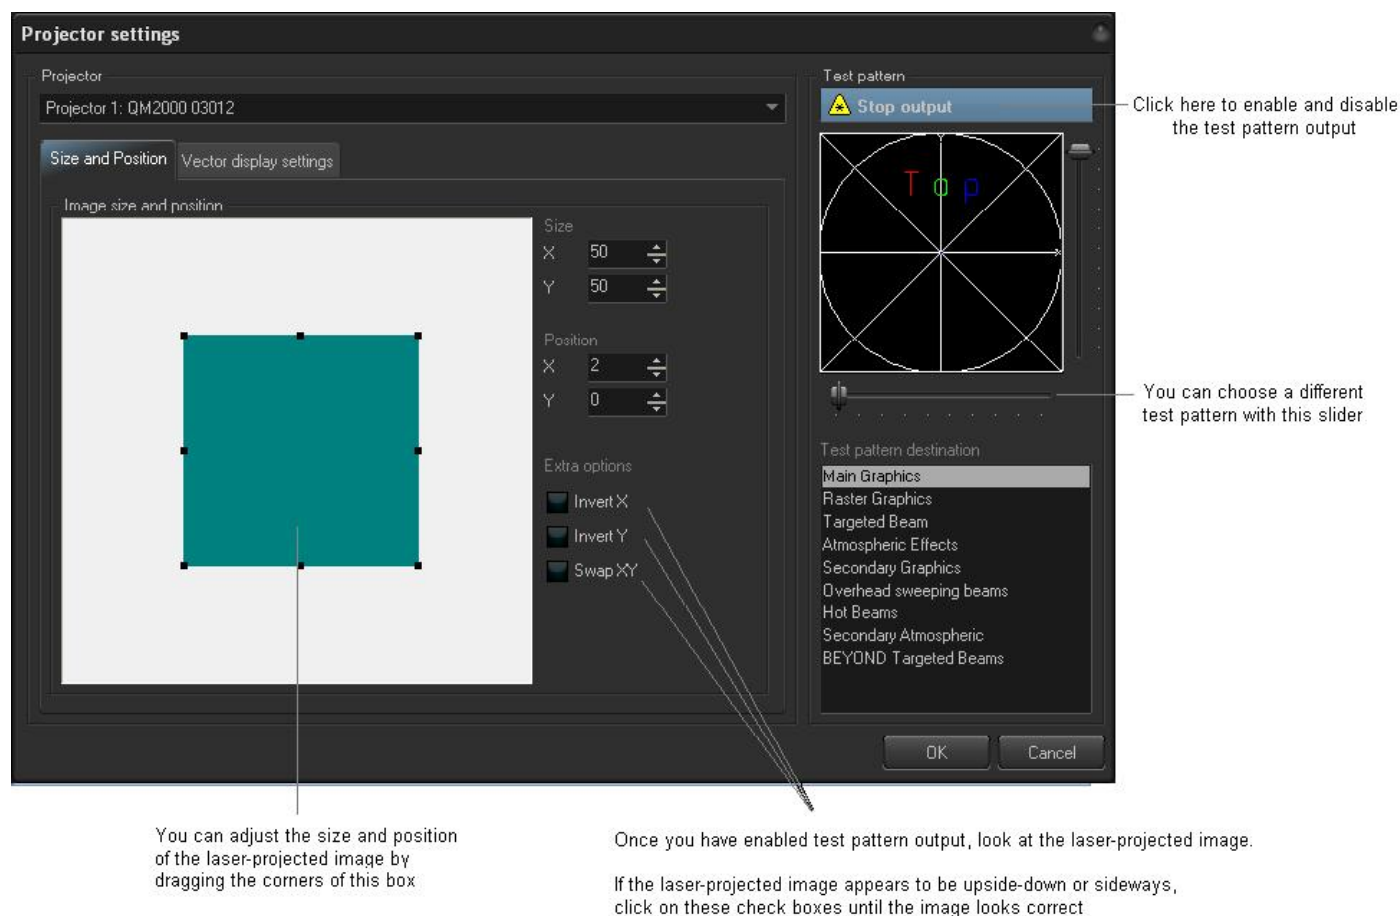 Projector settings
Projector
Projector 1: QM2000 03012
Size and Position
Vector display settings
Image size and position
Size
X 50
Y 50
Position
X 2
Y 0
Extra options
Invert X
Invert Y
Swap XY
Test pattern
Stop output
Top
Y
X
Test pattern destination
Main Graphics
Raster Graphics
Targeted Beam
Atmospheric Effects
Secondary Graphics
Overhead sweeping beams
Hot Beams
Secondary Atmospheric
BEYOND Targeted Beams
OK
Cancel
Click here to enable and disable
the test pattern output
You can choose a different
test pattern with this slider
You can adjust the size and position
of the laser-projected image by
dragging the corners of this box
Once you have enabled test pattern output, look at the laser-projected image.
If the laser-projected image appears to be upside-down or sideways,
click on these check boxes until the image looks correct